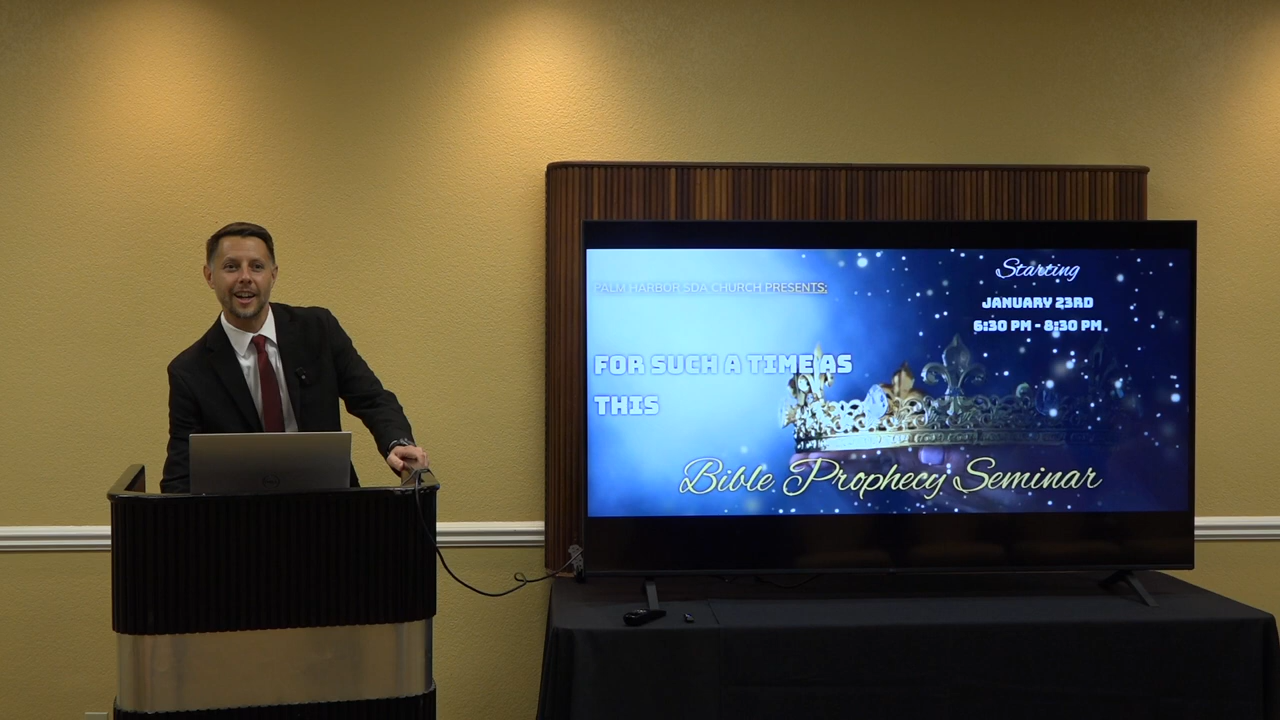 PALM HARBOR SDA CHURCH PRESENTS:
FOR SUCH A TIME AS
THIS
Starting
JANUARY 23RD
6:30 PM - 8:30 PM
Bible Prophecy Seminar